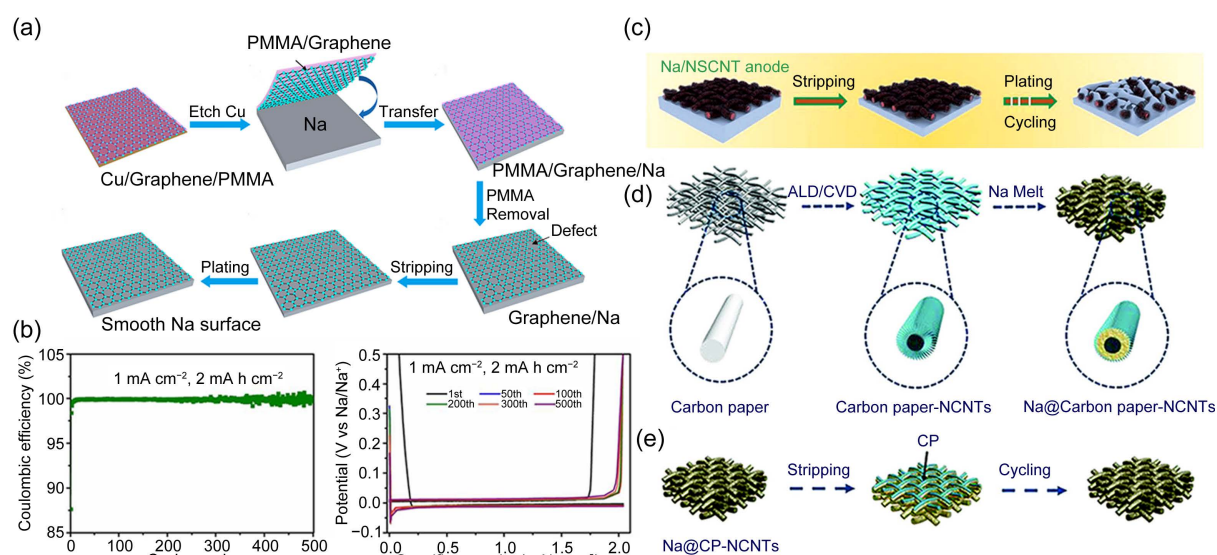 (a)
PMMA/Graphene
Etch Cu
Na
Transfer
Cu/Graphene/PMMA
PMMA/Graphene/Na
PMMA
Removal
Defect
Plating
Stripping
Smooth Na surface
Graphene/Na
(b)
Coulombic efficiency (%)
105
100
95
90
85
1 mA cm⁻², 2 mA h cm⁻²
0 100 200 300 400 500
Potential (V vs Na/Na⁺)
0.5
0.4
0.3
0.2
0.1
0.0
−0.1
1 mA cm⁻², 2 mA h cm⁻²
1st 50th 100th
200th 300th 500th
0.0 0.5 1.0 1.5 2.0
(c)
Na/NSCNT anode
Stripping
Plating
Cycling
(d)
ALD/CVD
Na Melt
Carbon paper
Carbon paper-NCNTs
Na@Carbon paper-NCNTs
(e)
CP
Stripping
Cycling
Na@CP-NCNTs